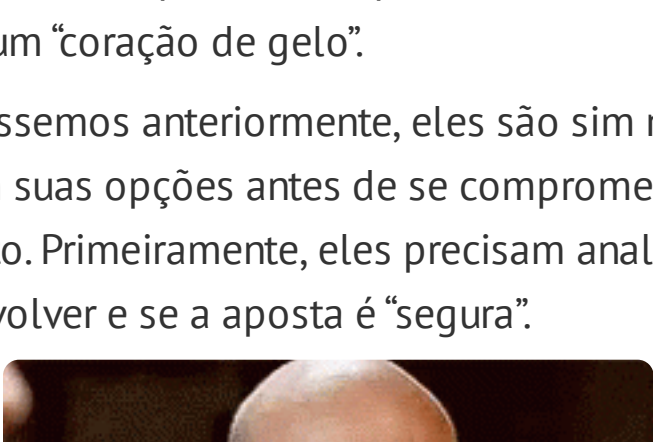 um “coração de gelo”.
ssemos anteriormente, eles são sim
suas opções antes de se comprome
o. Primeiramente, eles precisam anal
volver e se a aposta é “segura”.